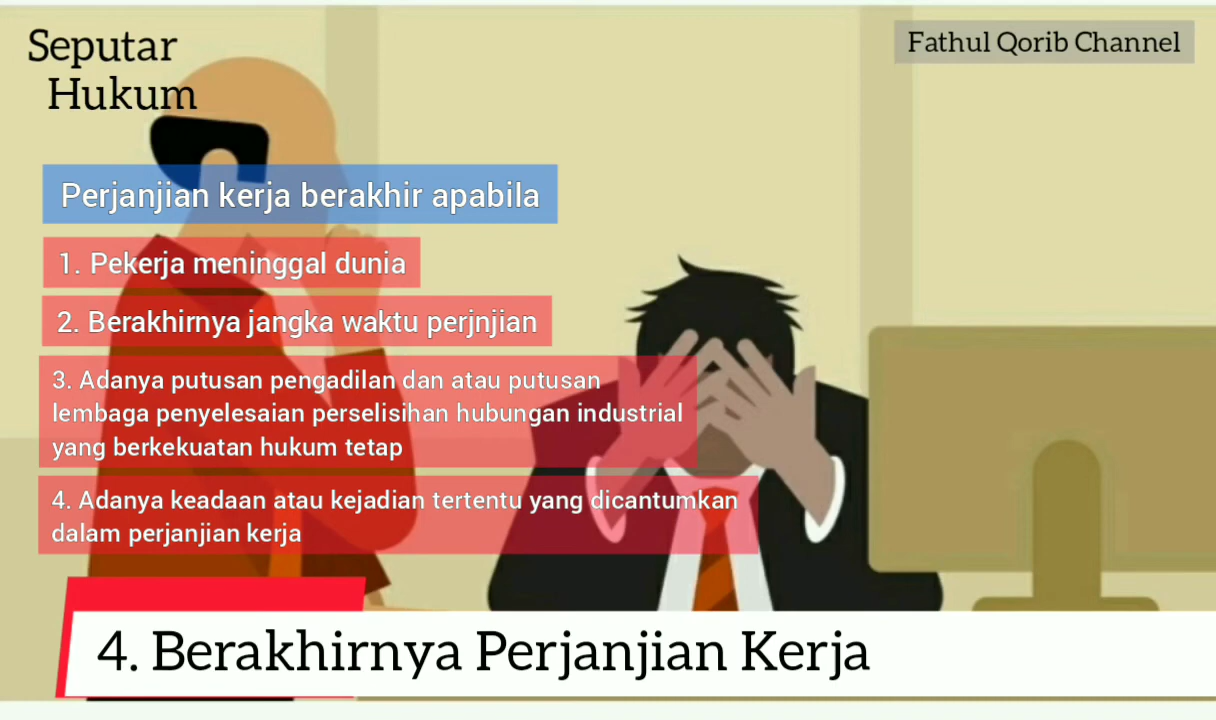 Seputar
Hukum
Fathul Qorib Channel
Perjanjian kerja berakhir apabila
1. Pekerja meninggal dunia
2. Berakhirnya jangka waktu perjnjian
3. Adanya putusan pengadilan dan atau putusan
lembaga penyelesaian perselisihan hubungan industrial
yang berkekuatan hukum tetap
4. Adanya keadaan atau kejadian tertentu yang dicantumkan
dalam perjanjian kerja
4. Berakhirnya Perjanjian Kerja